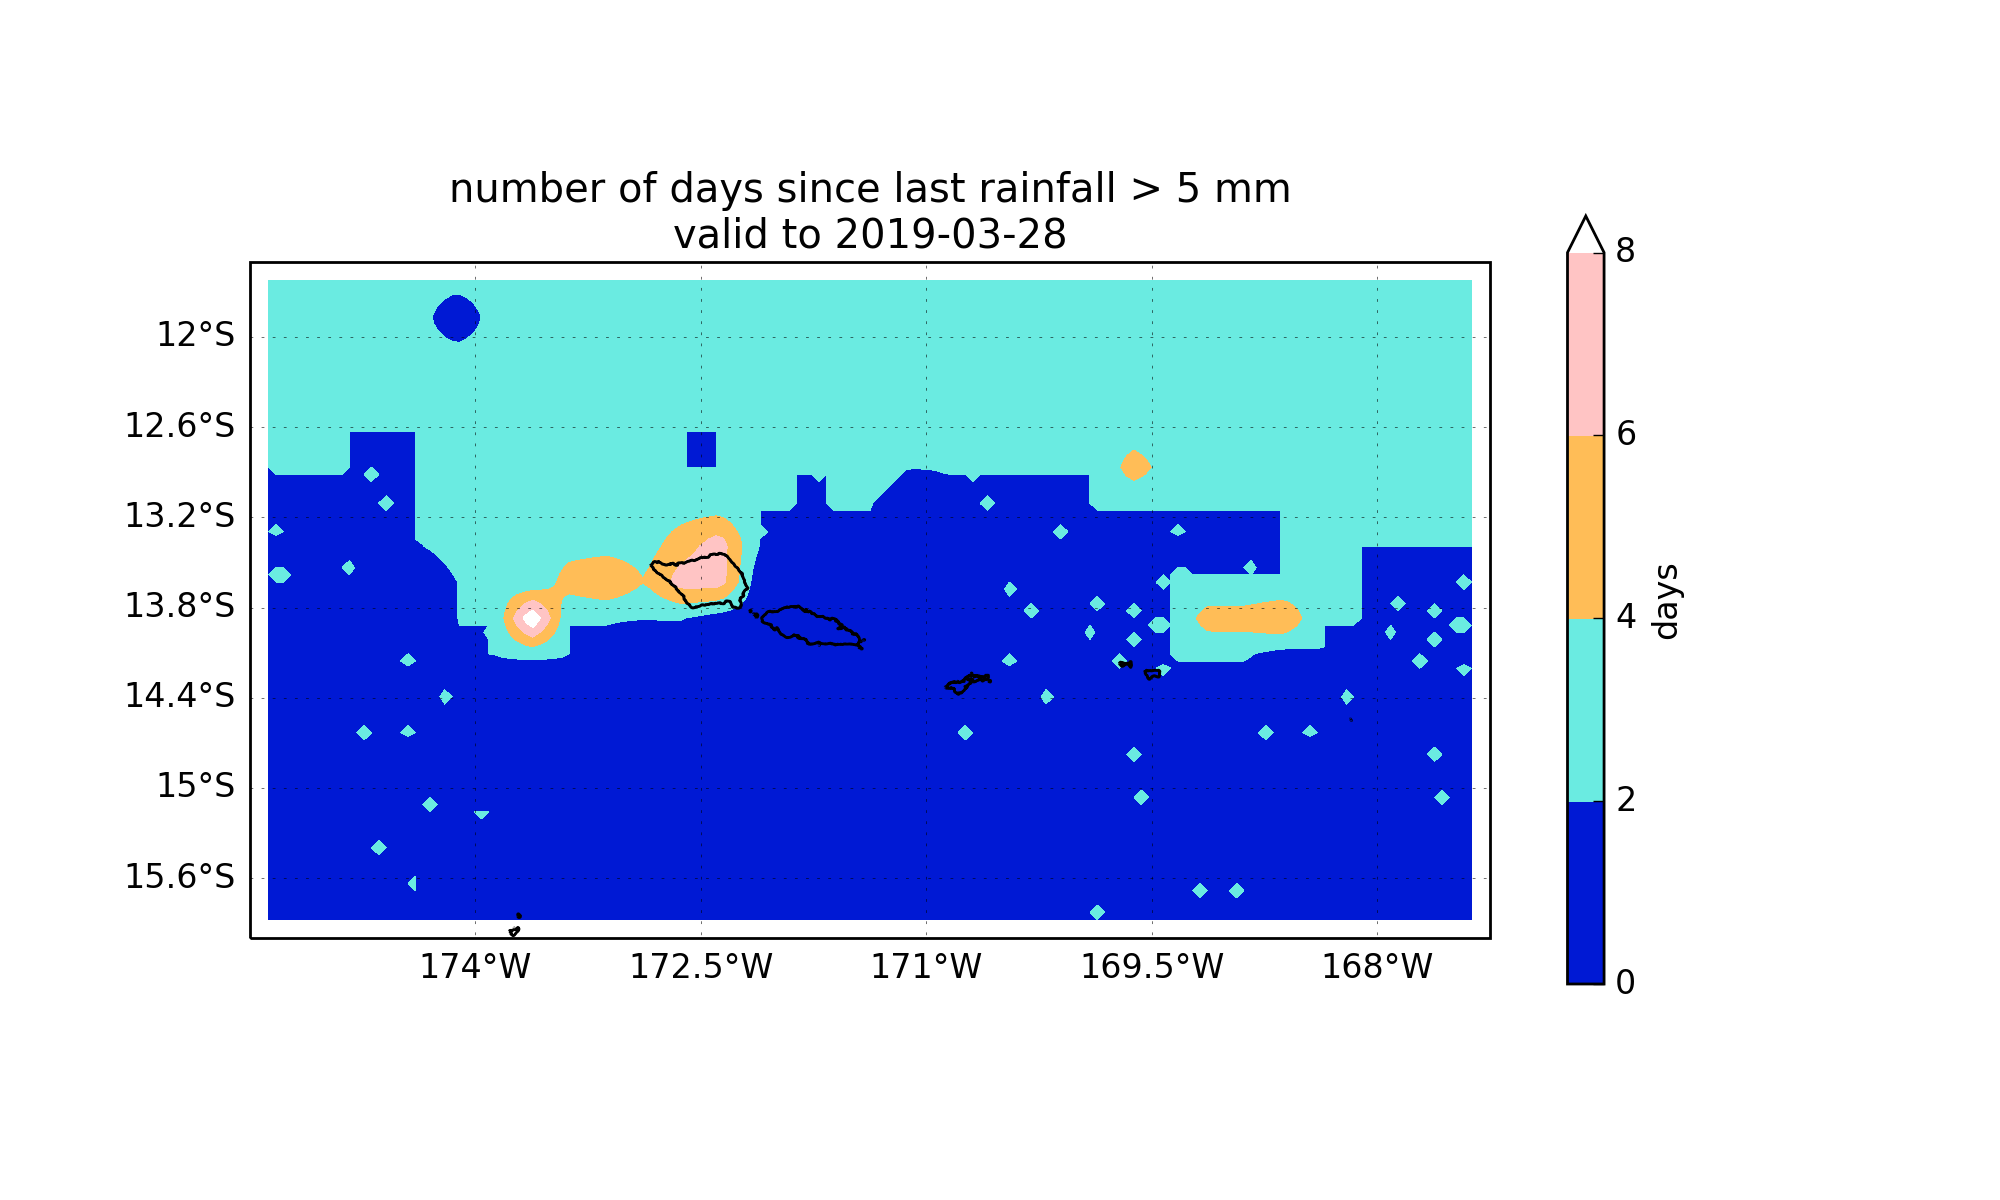 number of days since last rainfall > 5 mm
valid to 2019-03-28
12°S
12.6°S
13.2°S
13.8°S
14.4°S
15°S
15.6°S
174°W 172.5°W 171°W 169.5°W 168°W
8
6
4
2
0
days